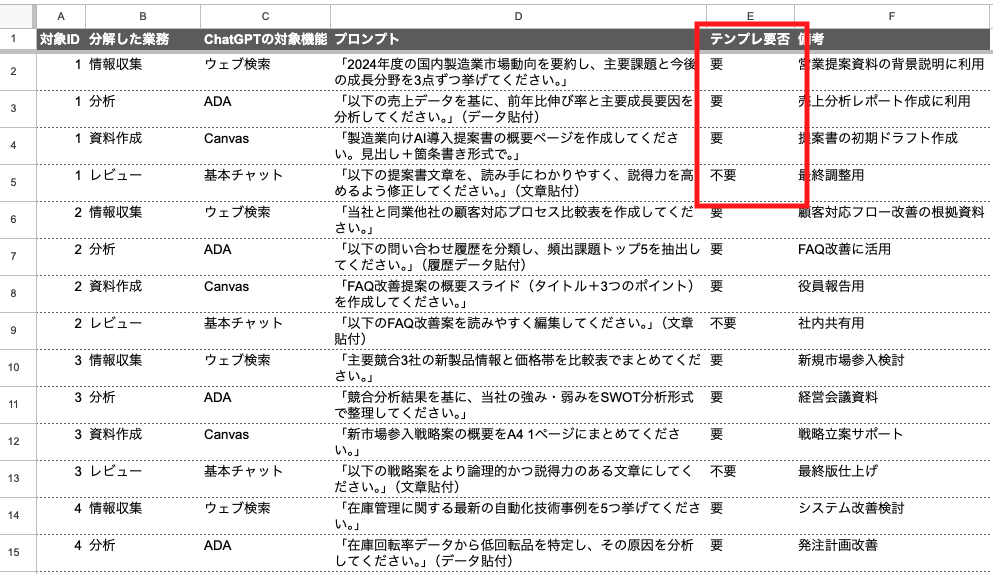 A B C D E F
1 対象ID 分解した業務 ChatGPTの対象機能 プロンプト テンプレ要否 備考
2 1 情報収集 ウェブ検索 「2024年度の国内製造業市場動向を要約し、主要課題と今後 要 営業提案資料の背景説明に利用
の成長分野を3点ずつ挙げてください。」
3 1 分析 ADA 「以下の売上データを基に、前年比伸び率と主要成長要因を 要 売上分析レポート作成に利用
分析してください。」（データ貼付）
4 1 資料作成 Canvas 「製造業向けAI導入提案書の概要ページを作成してくださ 要 提案書の初期ドラフト作成
い。見出し＋箇条書き形式で。」
5 1 レビュー 基本チャット 「以下の提案書文章を、読み手にわかりやすく、説得力を高 不要 最終調整用
めるよう修正してください。」（文章貼付）
6 2 情報収集 ウェブ検索 「当社と同業他社の顧客対応プロセス比較表を作成してくだ 要 顧客対応フロー改善の根拠資料
さい。」
7 2 分析 ADA 「以下の問い合わせ履歴を分類し、頻出課題トップ5を抽出し 要 FAQ改善に活用
てください。」（履歴データ貼付）
8 2 資料作成 Canvas 「FAQ改善提案の概要スライド（タイトル＋3つのポイント） 要 役員報告用
を作成してください。」
9 2 レビュー 基本チャット 「以下のFAQ改善案を読みやすく編集してください。」（文章 不要 社内共有用
貼付）
10 3 情報収集 ウェブ検索 「主要競合3社の新製品情報と価格帯を比較表でまとめてくだ 要 新規市場参入検討
さい。」
11 3 分析 ADA 「競合分析結果を基に、当社の強み・弱みをSWOT分析形式 要 経営会議資料
で整理してください。」
12 3 資料作成 Canvas 「新市場参入戦略案の概要をA4 1ページにまとめてくださ 要 戦略立案サポート
い。」
13 3 レビュー 基本チャット 「以下の戦略案をより論理的かつ説得力のある文章にしてく 不要 最終版仕上げ
ださい。」（文章貼付）
14 4 情報収集 ウェブ検索 「在庫管理に関する最新の自動化技術事例を5つ挙げてくださ 要 システム改善検討
い。」
15 4 分析 ADA 「在庫回転率データから低回転品を特定し、その原因を分析 要 発注計画改善
してください。」（データ貼付）